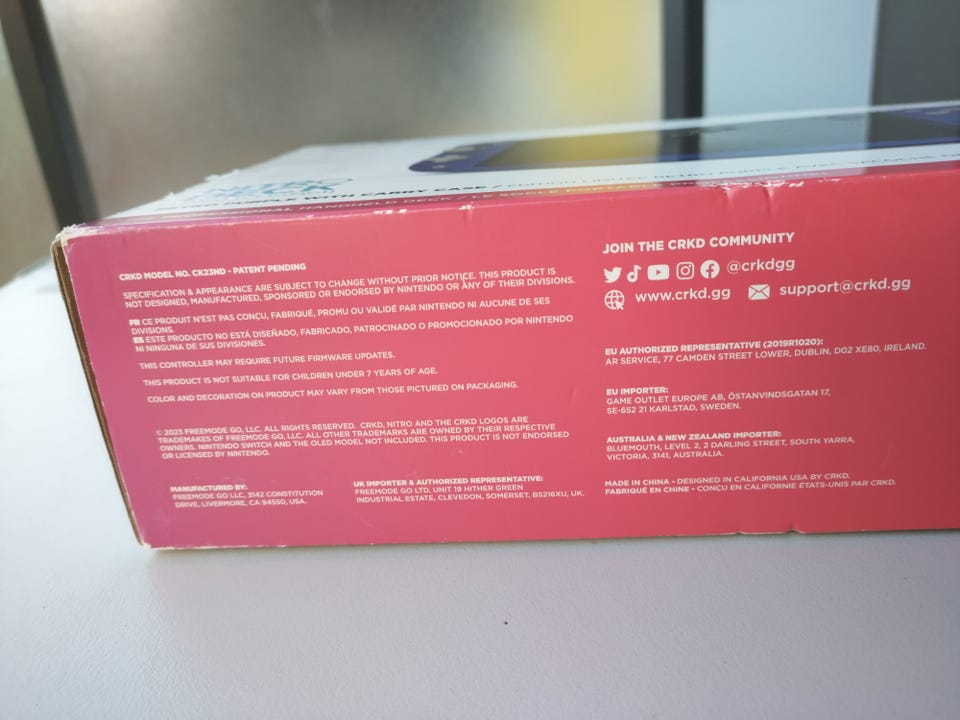 NITRO
DECK
PURPLE WITH CARRY CASE /
HANDHELD DECK /
CRKD MODEL NO. CK23ND - PATENT PENDING
SPECIFICATION & APPEARANCE ARE SUBJECT TO CHANGE WITHOUT PRIOR NOTICE. THIS PRODUCT IS
NOT DESIGNED, MANUFACTURED, SPONSORED OR ENDORSED BY NINTENDO OR ANY OF THEIR DIVISIONS.
FR CE PRODUIT N'EST PAS CONÇU, FABRIQUÉ, PROMU OU VALIDÉ PAR NINTENDO NI AUCUNE DE SES
DIVISIONS.
ES ESTE PRODUCTO NO ESTÁ DISEÑADO, FABRICADO, PATROCINADO O PROMOCIONADO POR NINTENDO
NI NINGUNA DE SUS DIVISIONES.
THIS CONTROLLER MAY REQUIRE FUTURE FIRMWARE UPDATES.
THIS PRODUCT IS NOT SUITABLE FOR CHILDREN UNDER 7 YEARS OF AGE.
COLOR AND DECORATION ON PRODUCT MAY VARY FROM THOSE PICTURED ON PACKAGING.
© 2023 FREEMODE GO, LLC. ALL RIGHTS RESERVED. CRKD, NITRO AND THE CRKD LOGOS ARE
TRADEMAKES OF FREEMODE GO, LLC. ALL OTHER TRADEMARKS ARE OWNED BY THEIR RESPECTIVE
OWNERS. NINTENDO SWITCH AND THE OLED MODEL NOT INCLUDED. THIS PRODUCT IS NOT ENDORSED
OR LICENSED BY NINTENDO.
MANUFACTURED BY:
FREEMODE GO LLC, 3142 CONSTITUTION
DRIVE, LIVERMORE, CA 94550, USA.
UK IMPORTER & AUTHORIZED REPRESENTATIVE:
FREEMODE GO LTD, UNIT 19 HITHER GREEN
INDUSTRIAL ESTATE, CLEVEDON, SOMERSET, BS216XU, UK.
JOIN THE CRKD COMMUNITY
@crkdgg
www.crkd.gg support@crkd.gg
EU AUTHORIZED REPRESENTATIVE (2019R1020):
AR SERVICE, 77 CAMDEN STREET LOWER, DUBLIN, D02 XE80, IRELAND.
EU IMPORTER:
GAME OUTLET EUROPE AB, ÖSTANVINDSGATAN 17,
SE-652 21 KARLSTAD, SWEDEN.
AUSTRALIA & NEW ZEALAND IMPORTER:
BLUEMOUTH, LEVEL 2, 2 DARLING STREET, SOUTH YARRA,
VICTORIA, 3141, AUSTRALIA.
MADE IN CHINA - DESIGNED IN CALIFORNIA USA BY CRKD.
FABRIQUÉ EN CHINE - CONÇU EN CALIFORNIE ÉTATS-UNIS PAR CRKD.